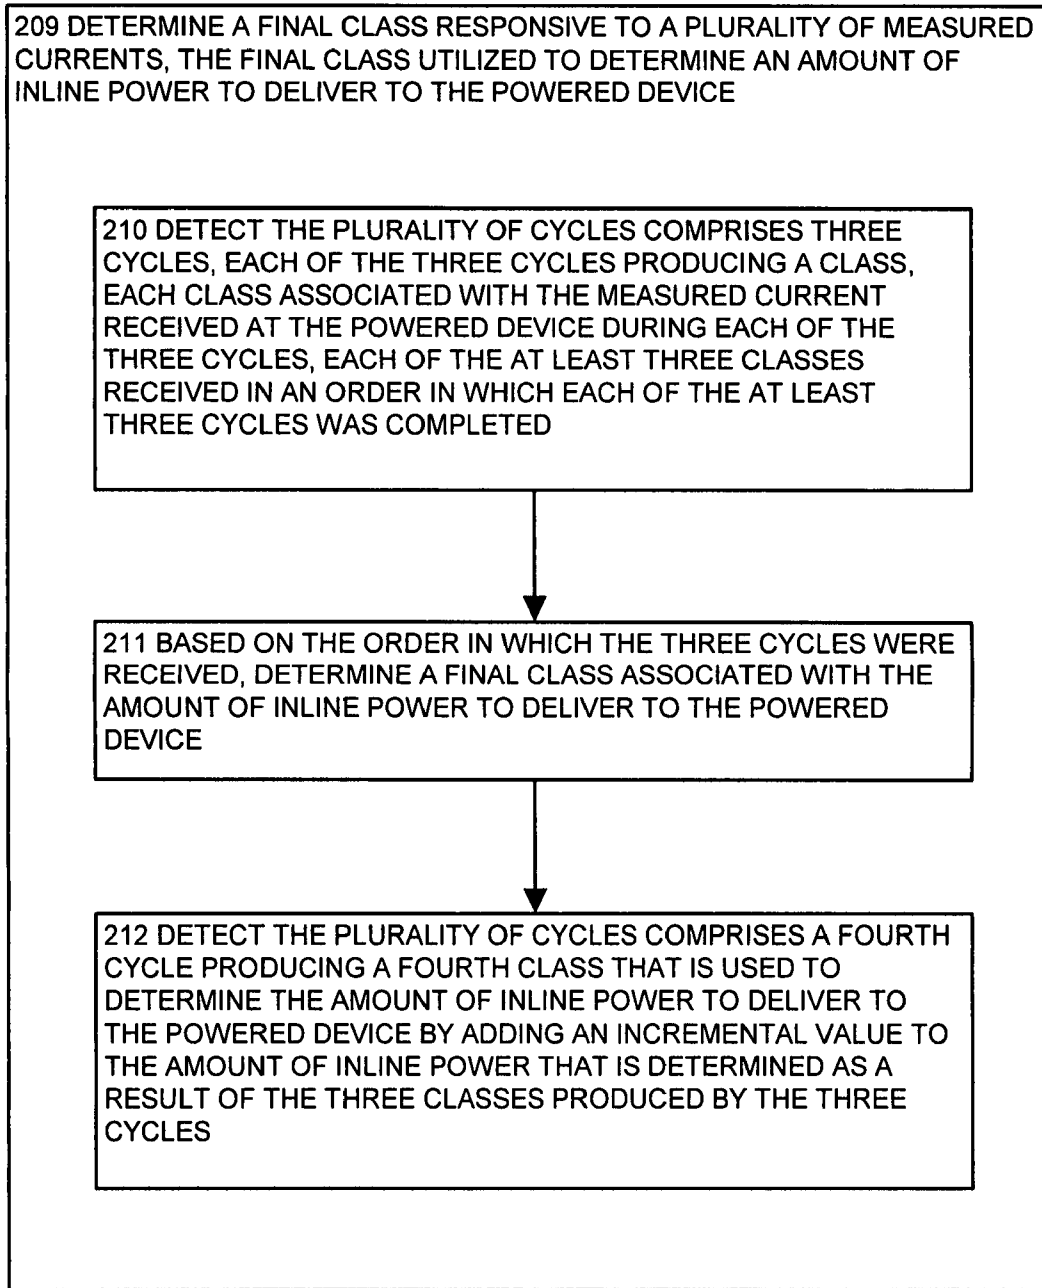 209 DETERMINE A FINAL CLASS RESPONSIVE TO A PLURALITY OF MEASURED
CURRENTS, THE FINAL CLASS UTILIZED TO DETERMINE AN AMOUNT OF
INLINE POWER TO DELIVER TO THE POWERED DEVICE
210 DETECT THE PLURALITY OF CYCLES COMPRISES THREE
CYCLES, EACH OF THE THREE CYCLES PRODUCING A CLASS,
EACH CLASS ASSOCIATED WITH THE MEASURED CURRENT
RECEIVED AT THE POWERED DEVICE DURING EACH OF THE
THREE CYCLES, EACH OF THE AT LEAST THREE CLASSES
RECEIVED IN AN ORDER IN WHICH EACH OF THE AT LEAST
THREE CYCLES WAS COMPLETED
211 BASED ON THE ORDER IN WHICH THE THREE CYCLES WERE
RECEIVED, DETERMINE A FINAL CLASS ASSOCIATED WITH THE
AMOUNT OF INLINE POWER TO DELIVER TO THE POWERED
DEVICE
212 DETECT THE PLURALITY OF CYCLES COMPRISES A FOURTH
CYCLE PRODUCING A FOURTH CLASS THAT IS USED TO
DETERMINE THE AMOUNT OF INLINE POWER TO DELIVER TO
THE POWERED DEVICE BY ADDING AN INCREMENTAL VALUE TO
THE AMOUNT OF INLINE POWER THAT IS DETERMINED AS A
RESULT OF THE THREE CLASSES PRODUCED BY THE THREE
CYCLES